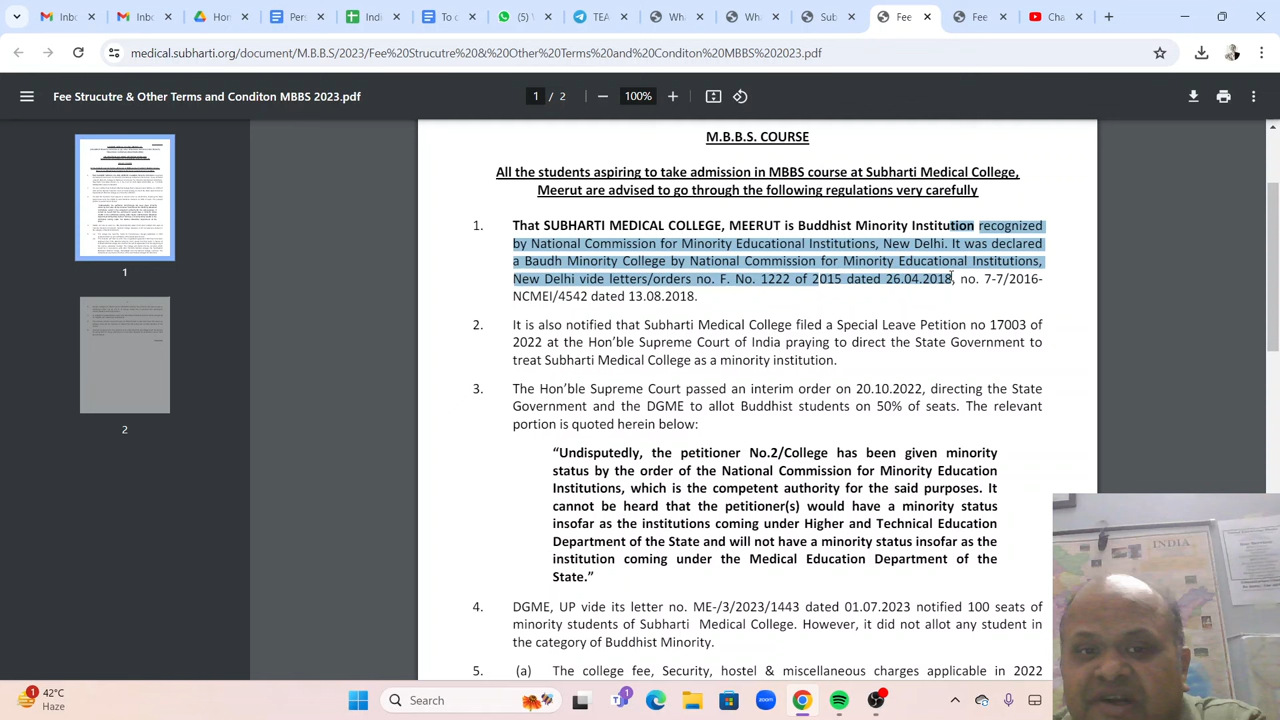 Inbo
Inbo
Hom
Pers
Indi
To c
(5) V
TEA
Wha
Wha
Sub
Fee
Fee
Cha
medical.subharti.org/document/M.B.B.S/2023/Fee%20Strucutre%20&%20Other%20Terms%20and%20Conditon%20MBBS%202023.pdf
Fee Strucutre & Other Terms and Conditon MBBS 2023.pdf
1 / 2
100%
1
2
M.B.B.S. COURSE
All the students aspiring to take admission in MBBS course at Subharti Medical College,
Meerut are advised to go through the following regulations very carefully
1. That SUBHARTI MEDICAL COLLEGE, MEERUT is Buddhist Minority Institution recognized
by National Commission for Minority Education Institutions, New Delhi. It was declared
a Baudh Minority College by National Commission for Minority Educational Institutions,
New Delhi vide letters/orders no. F. No. 1222 of 2015 dated 26.04.2018, no. 7-7/2016-
NCMEI/4542 dated 13.08.2018.
2. It is also notified that Subharti Medical College filed a Special Leave Petition no 17003 of
2022 at the Hon’ble Supreme Court of India praying to direct the State Government to
treat Subharti Medical College as a minority institution.
3. The Hon’ble Supreme Court passed an interim order on 20.10.2022, directing the State
Government and the DGME to allot Buddhist students on 50% of seats. The relevant
portion is quoted herein below:
“Undisputedly, the petitioner No.2/College has been given minority
status by the order of the National Commission for Minority Education
Institutions, which is the competent authority for the said purposes. It
cannot be heard that the petitioner(s) would have a minority status
insofar as the institutions coming under Higher and Technical Education
Department of the State and will not have a minority status insofar as the
institution coming under the Medical Education Department of the
State.”
4. DGME, UP vide its letter no. ME-/3/2023/1443 dated 01.07.2023 notified 100 seats of
minority students of Subharti Medical College. However, it did not allot any student in
the category of Buddhist Minority.
5. (a) The college fee, Security, hostel & miscellaneous charges applicable in 2022
INDIA
1
42°C
Haze
Search
1